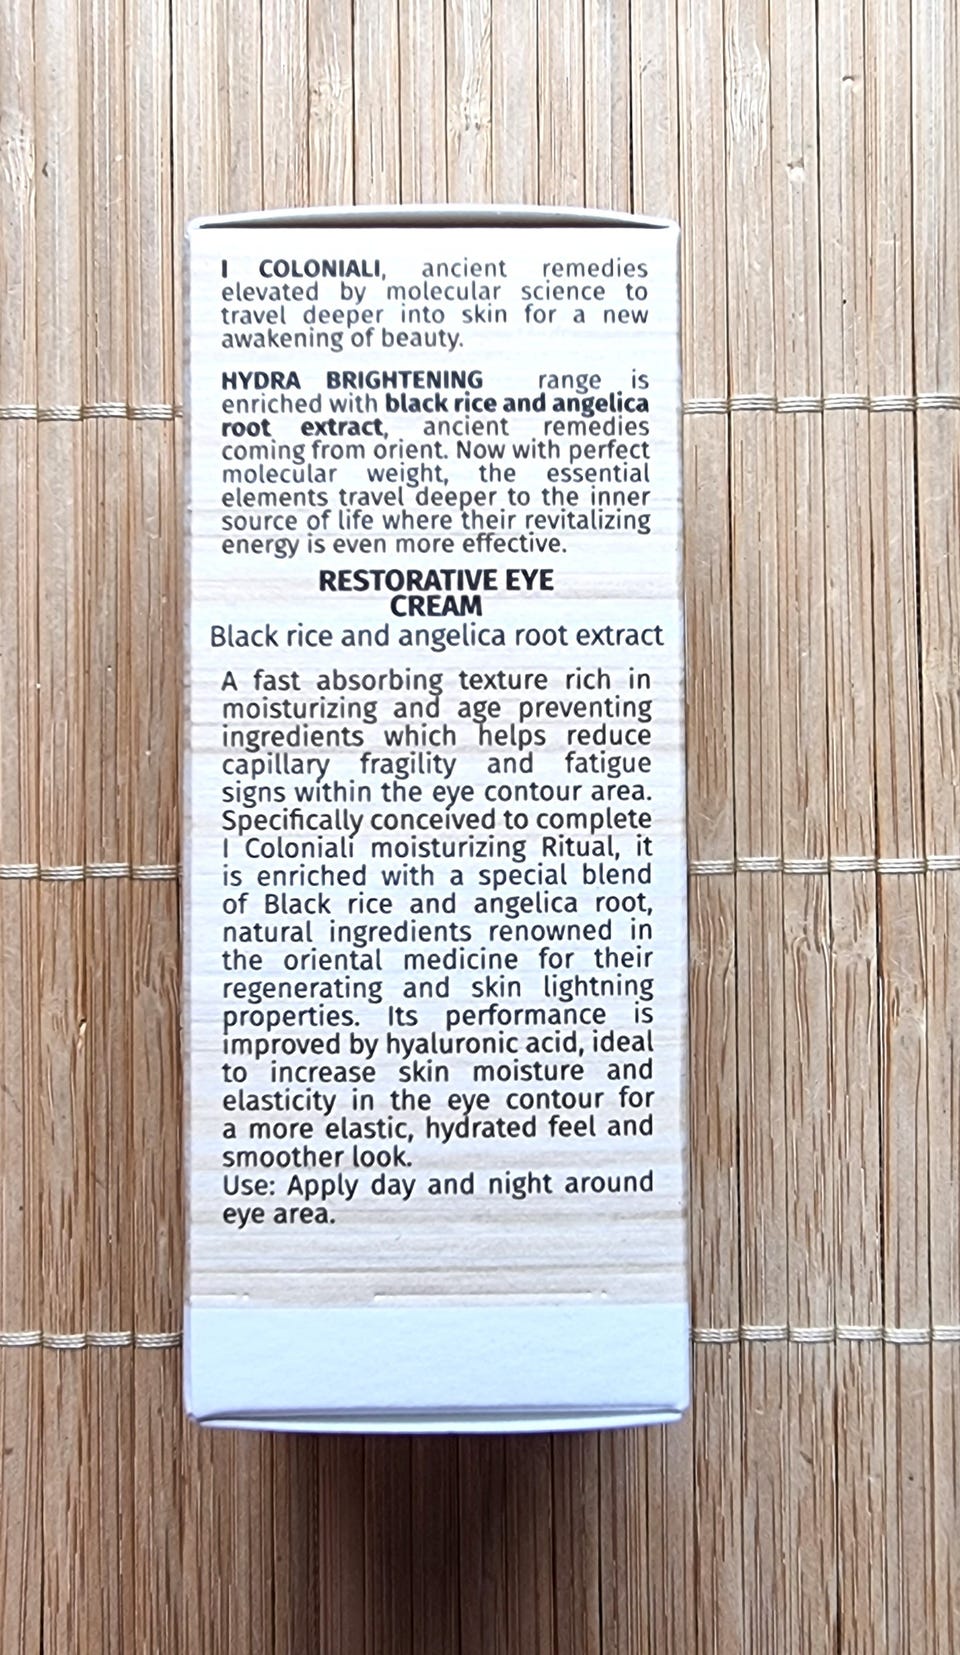 I COLONIALI, ancient remedies
elevated by molecular science to
travel deeper into skin for a new
awakening of beauty.
HYDRA BRIGHTENING range is
enriched with black rice and angelica
root extract, ancient remedies
coming from orient. Now with perfect
molecular weight, the essential
elements travel deeper to the inner
source of life where their revitalizing
energy is even more effective.
RESTORATIVE EYE
CREAM
Black rice and angelica root extract
A fast absorbing texture rich in
moisturizing and age preventing
ingredients which helps reduce
capillary fragility and fatigue
signs within the eye contour area.
Specifically conceived to complete
I Coloniali moisturizing Ritual, it
is enriched with a special blend
of Black rice and angelica root,
natural ingredients renowned in
the oriental medicine for their
regenerating and skin lightning
properties. Its performance is
improved by hyaluronic acid, ideal
to increase skin moisture and
elasticity in the eye contour for
a more elastic, hydrated feel and
smoother look.
Use: Apply day and night around
eye area.